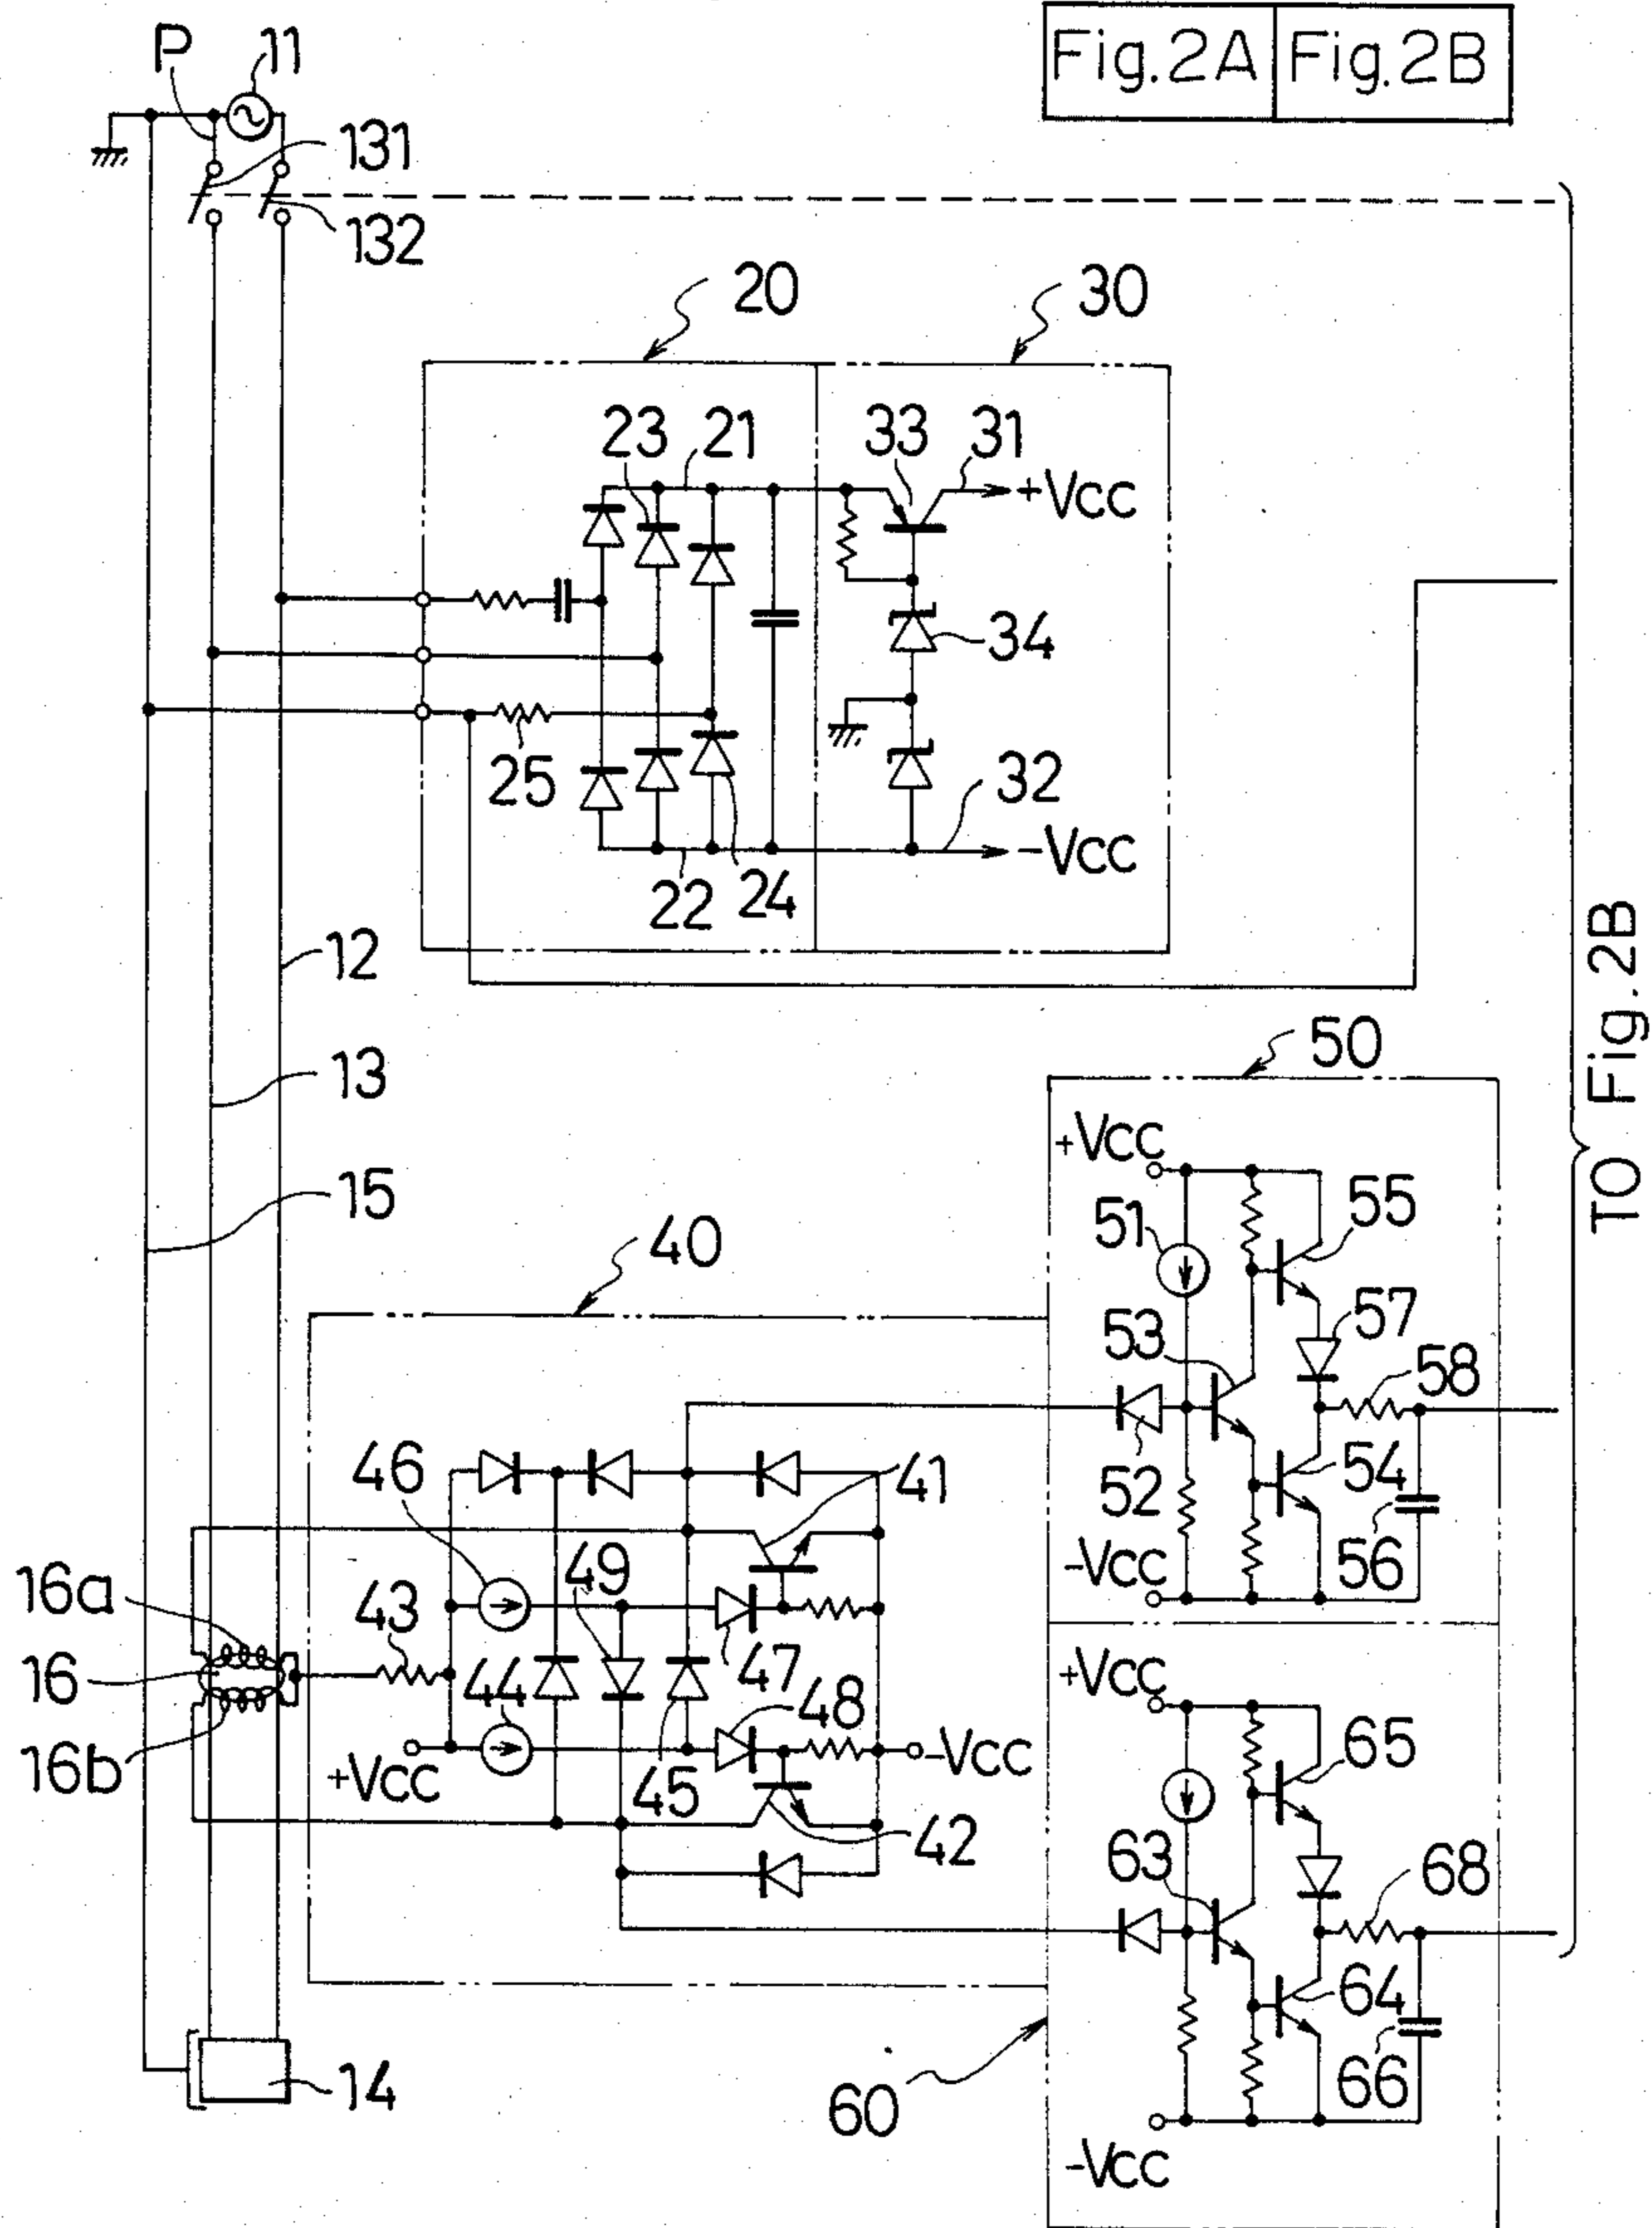 Fig.2A Fig.2B
P 11
131
132
20 30
23 21 33 31
+VCC
34
25 32
-VCC
22 24
12
13
15
TO Fig.2B
50
+VCC
51 55
57
53 58
52 54
-VCC 56
40
46 41
16a 43 49
16 44 47
48
16b +VCC 45 -VCC
42
+VCC
65
63 68
64
66
60
-VCC
14